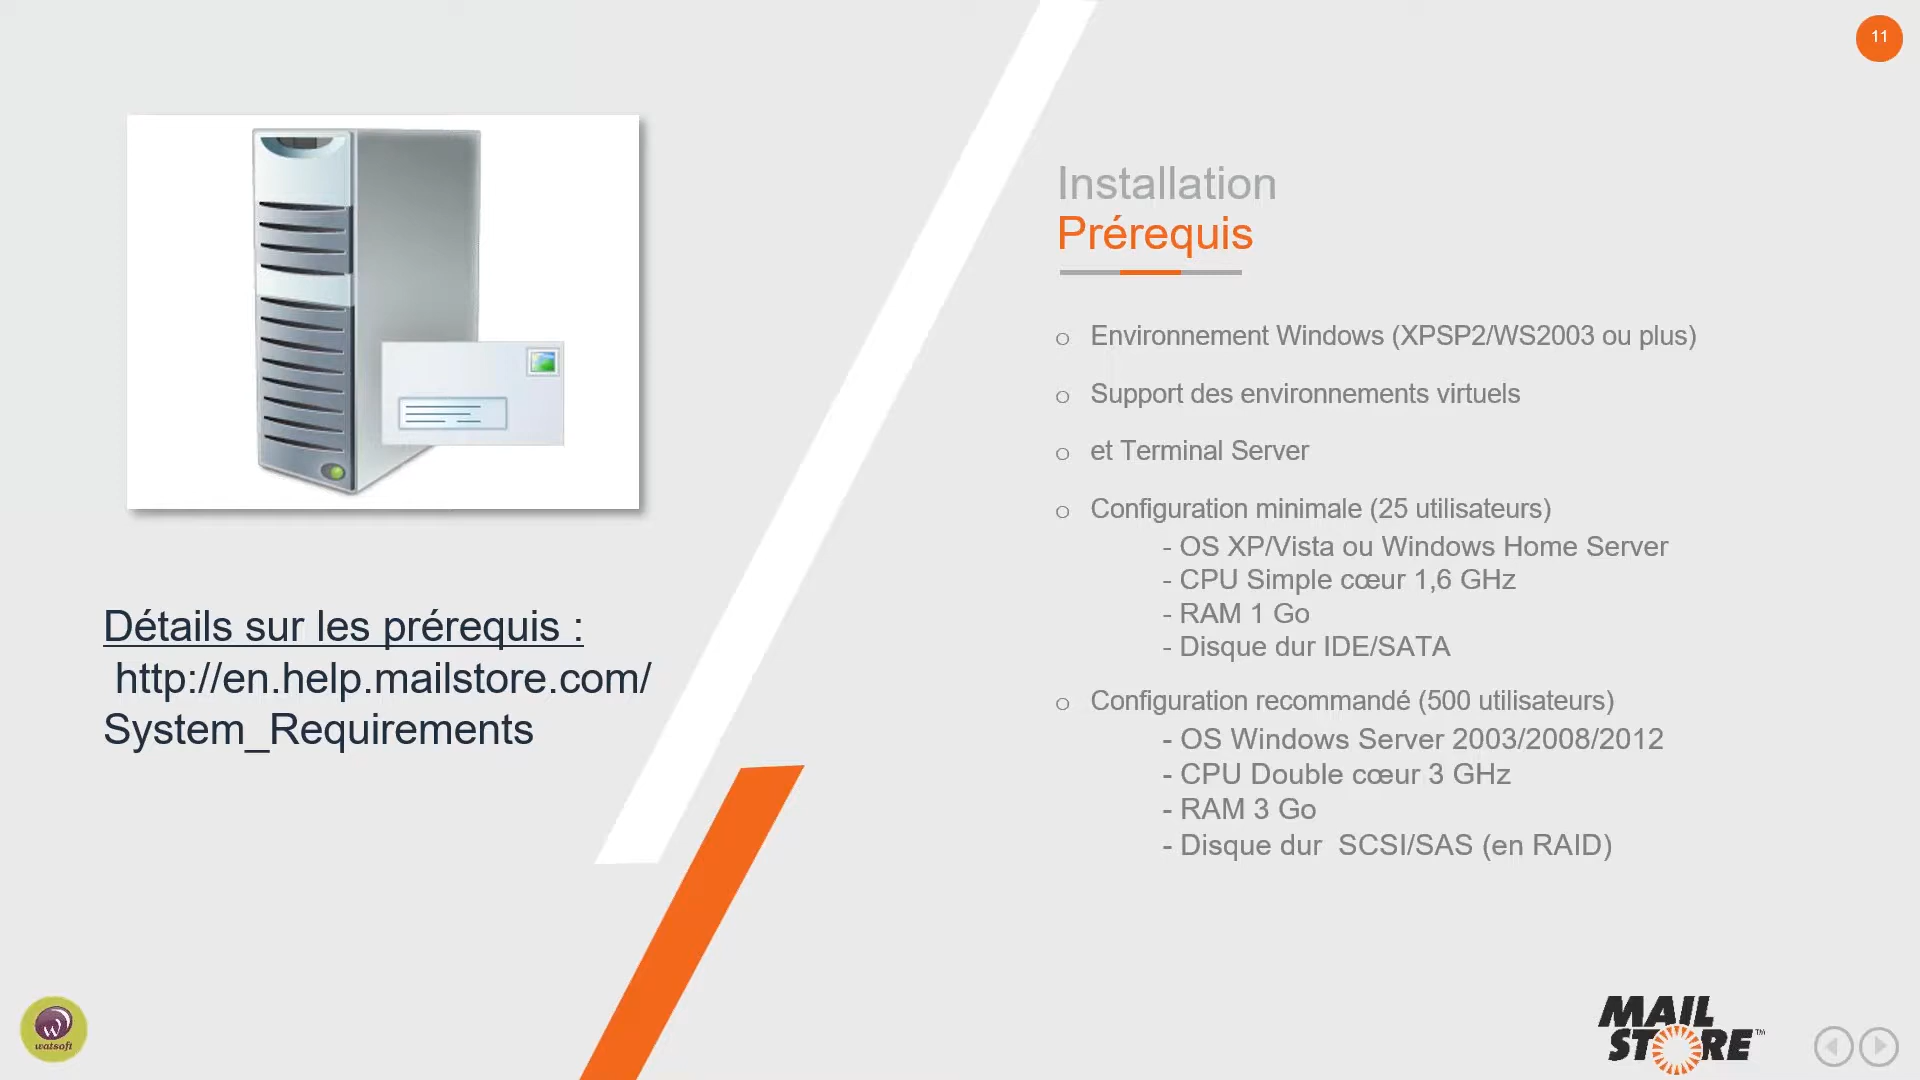 11
Installation
Prérequis
o Environnement Windows (XPSP2/WS2003 ou plus)
o Support des environnements virtuels
o et Terminal Server
o Configuration minimale (25 utilisateurs)
- OS XP/Vista ou Windows Home Server
- CPU Simple cœur 1,6 GHz
- RAM 1 Go
- Disque dur IDE/SATA
o Configuration recommandé (500 utilisateurs)
- OS Windows Server 2003/2008/2012
- CPU Double cœur 3 GHz
- RAM 3 Go
- Disque dur  SCSI/SAS (en RAID)
Détails sur les prérequis :
http://en.help.mailstore.com/
System_Requirements
watsoft
MAIL
STORE™